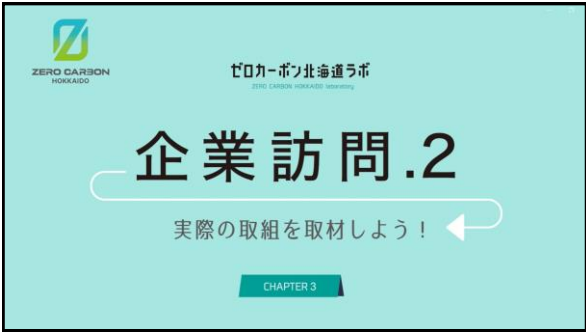 ZERO CARBON
HOKKAIDO
ゼロカーボン北海道ラボ
ZERO CARBON HOKKAIDO laboratory
企業訪問.2
実際の取組を取材しよう！
CHAPTER 3